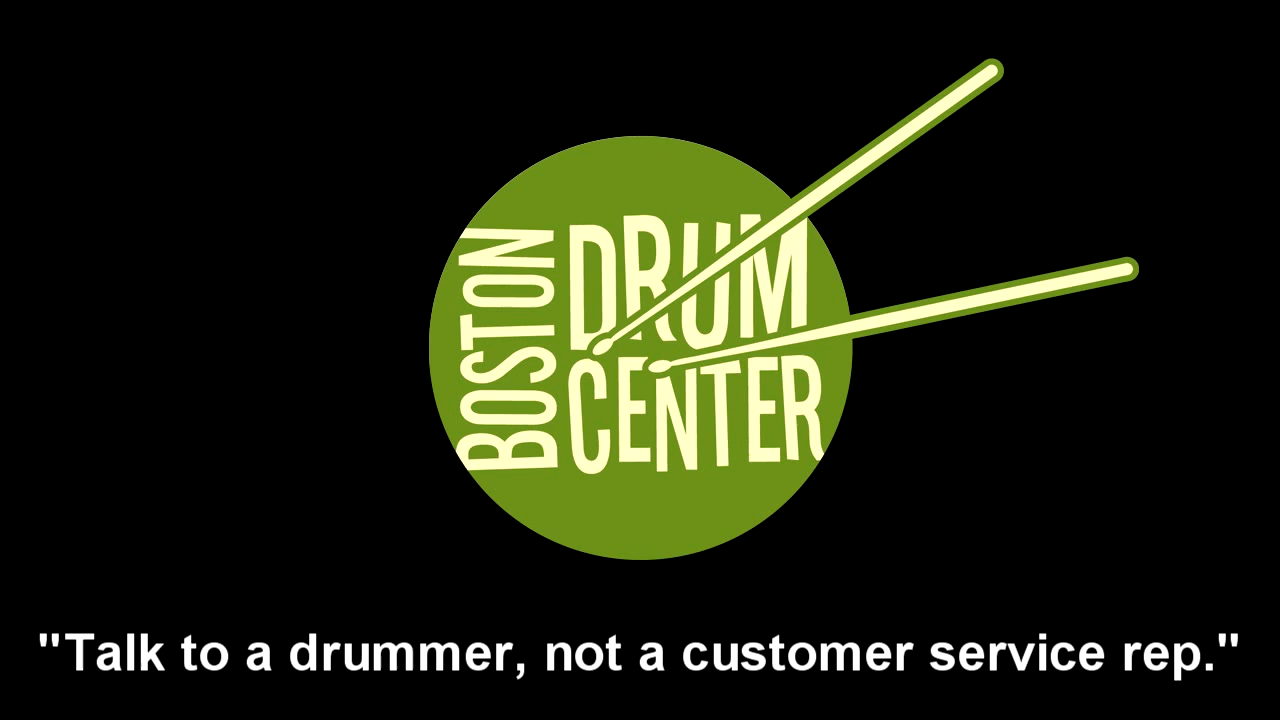 BOSTON
DRUM
CENTER
"Talk to a drummer, not a customer service rep."